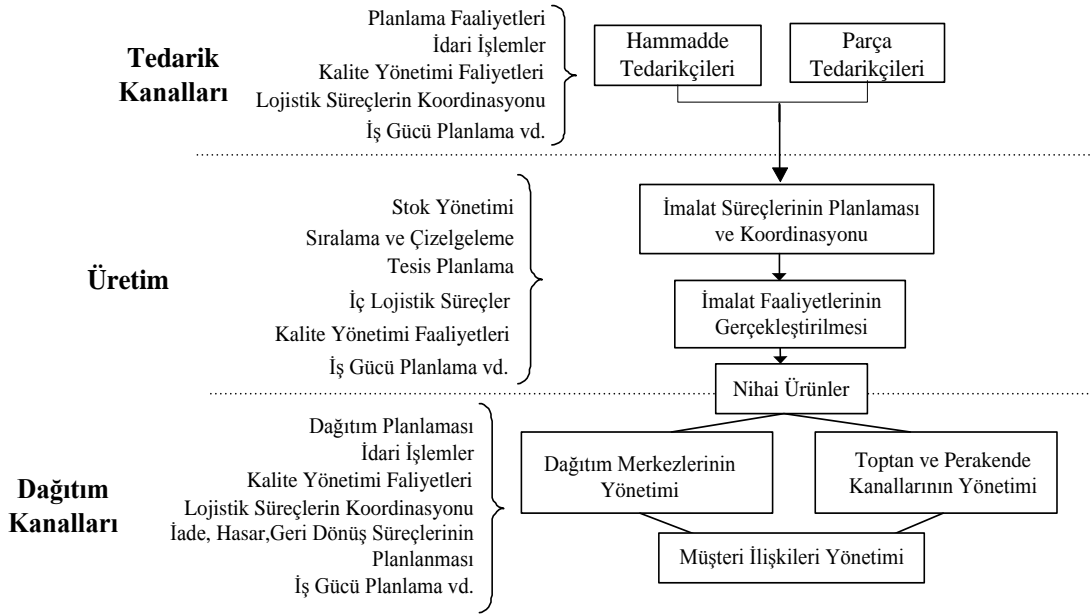 Tedarik
Kanalları
Planlama Faaliyetleri
İdari İşlemler
Kalite Yönetimi Faliyetleri
Lojistik Süreçlerin Koordinasyonu
İş Gücü Planlama vd.
Hammadde
Tedarikçileri
Parça
Tedarikçileri
Üretim
Stok Yönetimi
Sıralama ve Çizelgeleme
Tesis Planlama
İç Lojistik Süreçler
Kalite Yönetimi Faaliyetleri
İş Gücü Planlama vd.
İmalat Süreçlerinin Planlaması
ve Koordinasyonu
İmalat Faaliyetlerinin
Gerçekleştirilmesi
Nihai Ürünler
Dağıtım
Kanalları
Dağıtım Planlaması
İdari İşlemler
Kalite Yönetimi Faliyetleri
Lojistik Süreçlerin Koordinasyonu
İade, Hasar,Geri Dönüş Süreçlerinin
Planlanması
İş Gücü Planlama vd.
Dağıtım Merkezlerinin
Yönetimi
Toptan ve Perakende
Kanallarının Yönetimi
Müşteri İlişkileri Yönetimi